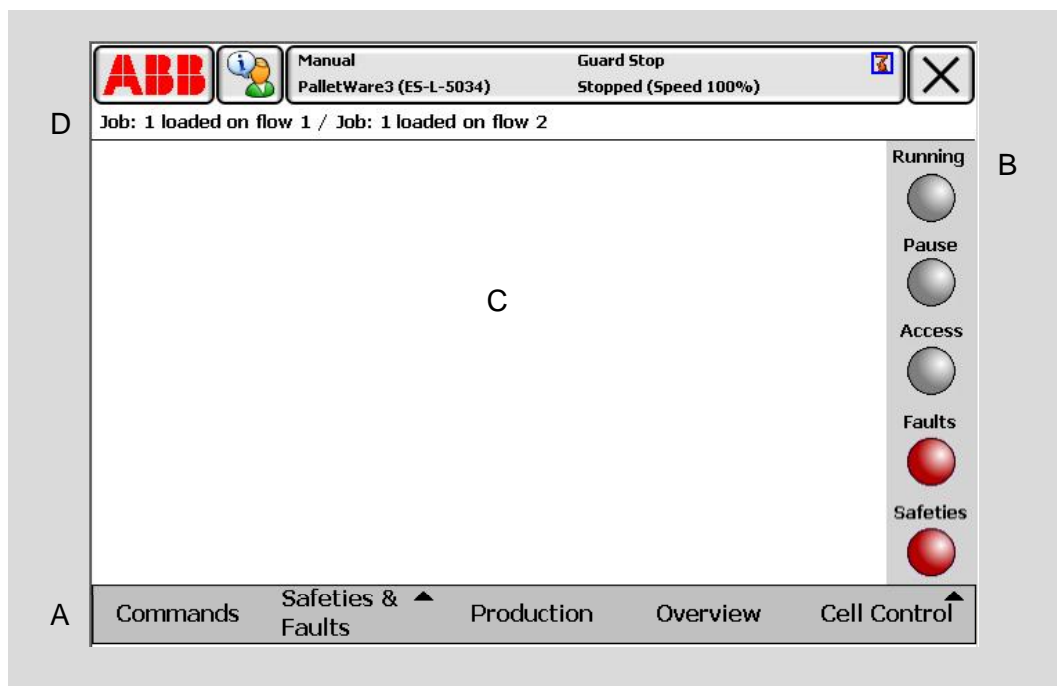 ABB
Manual
Guard Stop
PalletWare3 (ES-L-5034)
Stopped (Speed 100%)
D
Job: 1 loaded on flow 1 / Job: 1 loaded on flow 2
Running
B
Pause
C
Access
Faults
Safeties
A
Commands
Safeties &
Faults
Production
Overview
Cell Control